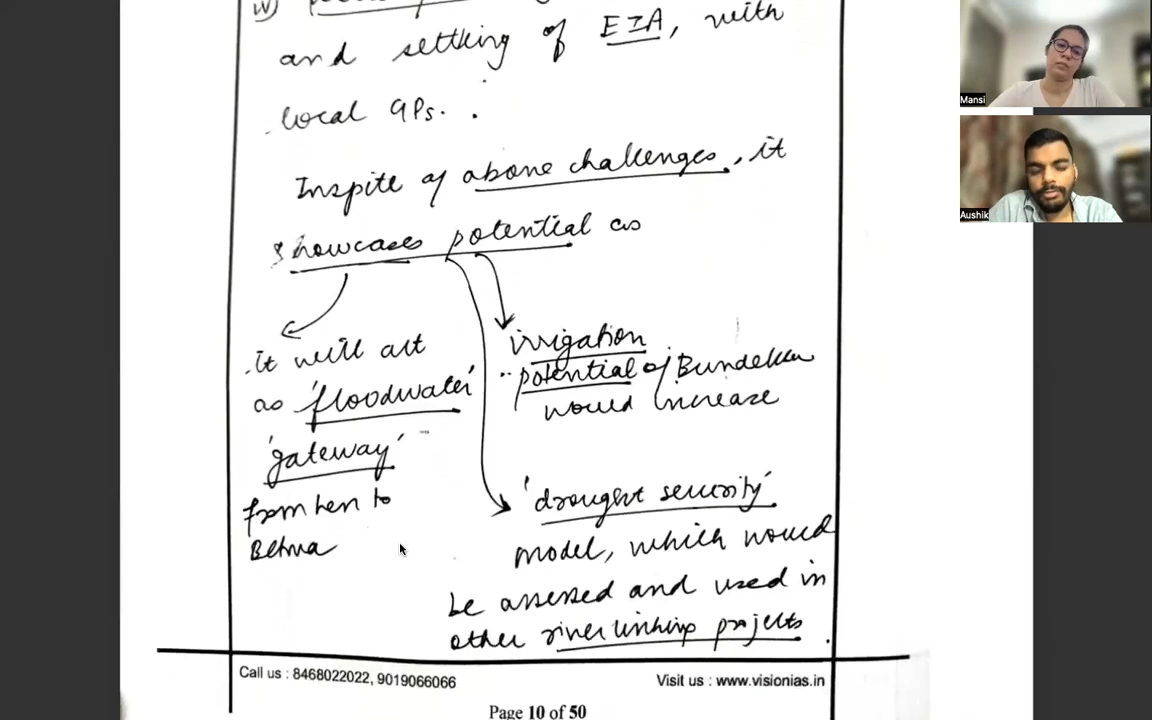 iv)
and settling of EIA, with
local GPs.
Inspite of above challenges, it
showcases potential as
it will act
as 'floodwater'
'gateway'
from ken to
Betwa
irrigation
potential of
would increase
'drought security'
model, which would
be assessed and used in
other river linking projects.
Call us : 8468022022, 9019066066
Visit us : www.visionias.in
Page 10 of 50
Mansi
Aushik